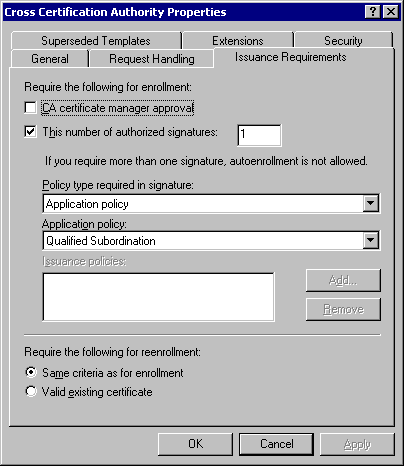 Cross Certification Authority Properties
Superseded Templates Extensions Security
General Request Handling Issuance Requirements
Require the following for enrollment:
CA certificate manager approval
This number of authorized signatures: 1
If you require more than one signature, autoenrollment is not allowed.
Policy type required in signature:
Application policy
Application policy:
Qualified Subordination
Issuance policies:
Add...
Remove
Require the following for reenrollment:
Same criteria as for enrollment
Valid existing certificate
OK Cancel Apply